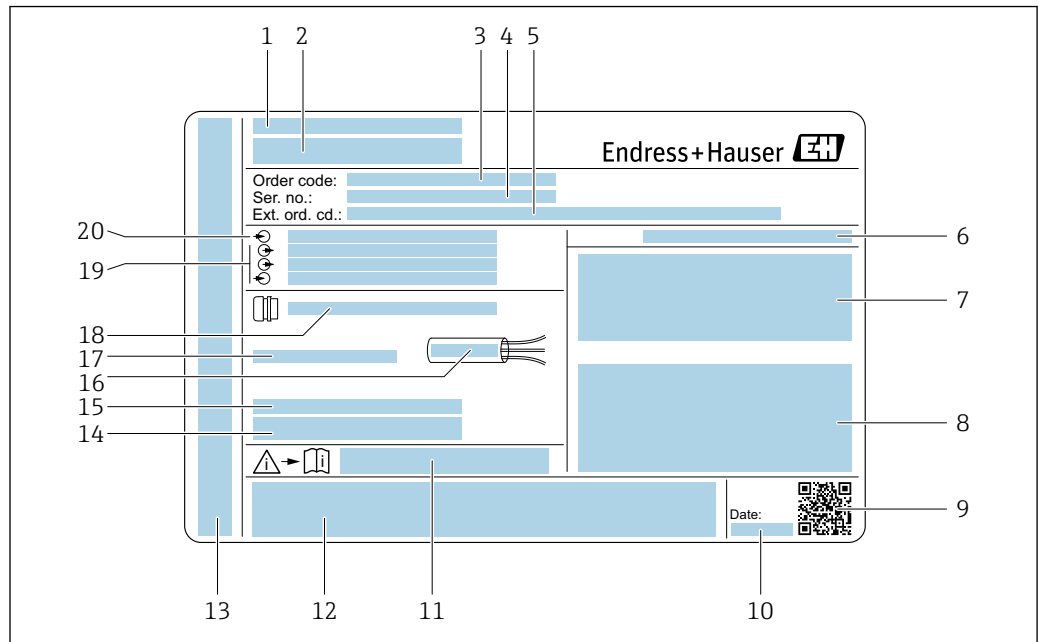 1 2 3 4 5
Endress+Hauser EH
Order code:
Ser. no.:
Ext. ord. cd.:
20
6
19
7
18
17
16
15
14
8
i i
Date:
9
13 12 11 10